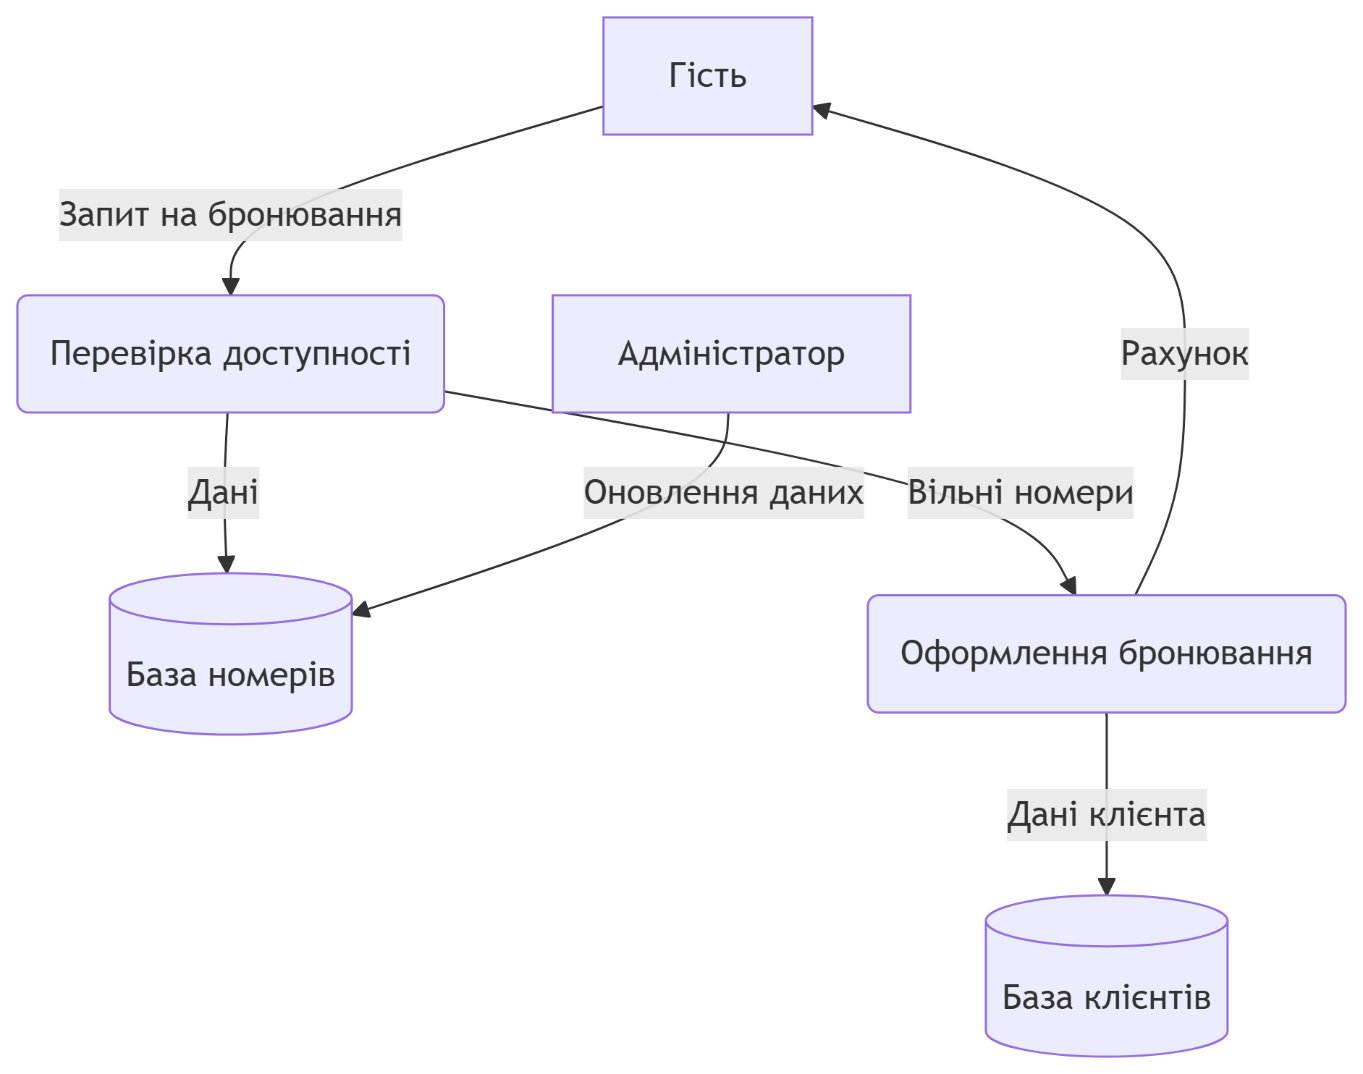 Гість
Запит на бронювання
Перевірка доступності
Адміністратор
Рахунок
Дані
Оновлення даних
Вільні номери
База номерів
Оформлення бронювання
Дані клієнта
База клієнтів